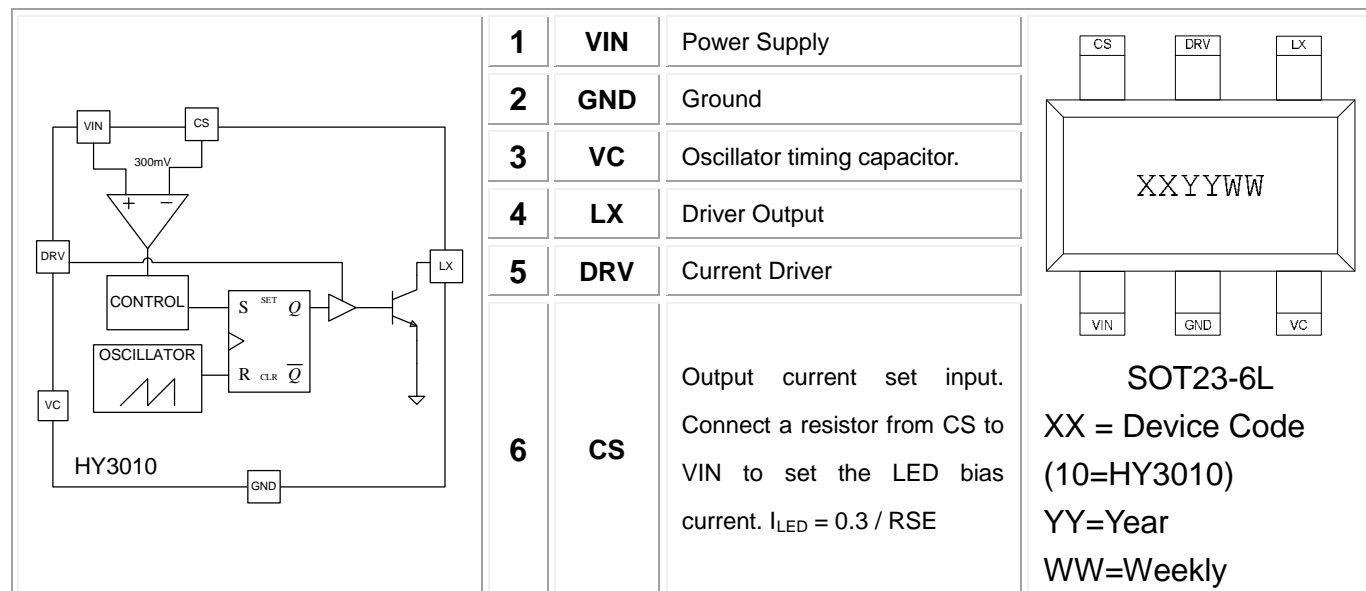 VIN
CS
300mV
+ −
DRV
LX
CONTROL
S SET Q
OSCILLATOR
R CLR Q
VC
HY3010
GND
1 VIN Power Supply
2 GND Ground
3 VC Oscillator timing capacitor.
4 LX Driver Output
5 DRV Current Driver
6 CS Output current set input.
Connect a resistor from CS to
VIN to set the LED bias
current. ILED = 0.3 / RSE
CS DRV LX
XXYYWW
VIN GND VC
SOT23-6L
XX = Device Code
(10=HY3010)
YY=Year
WW=Weekly